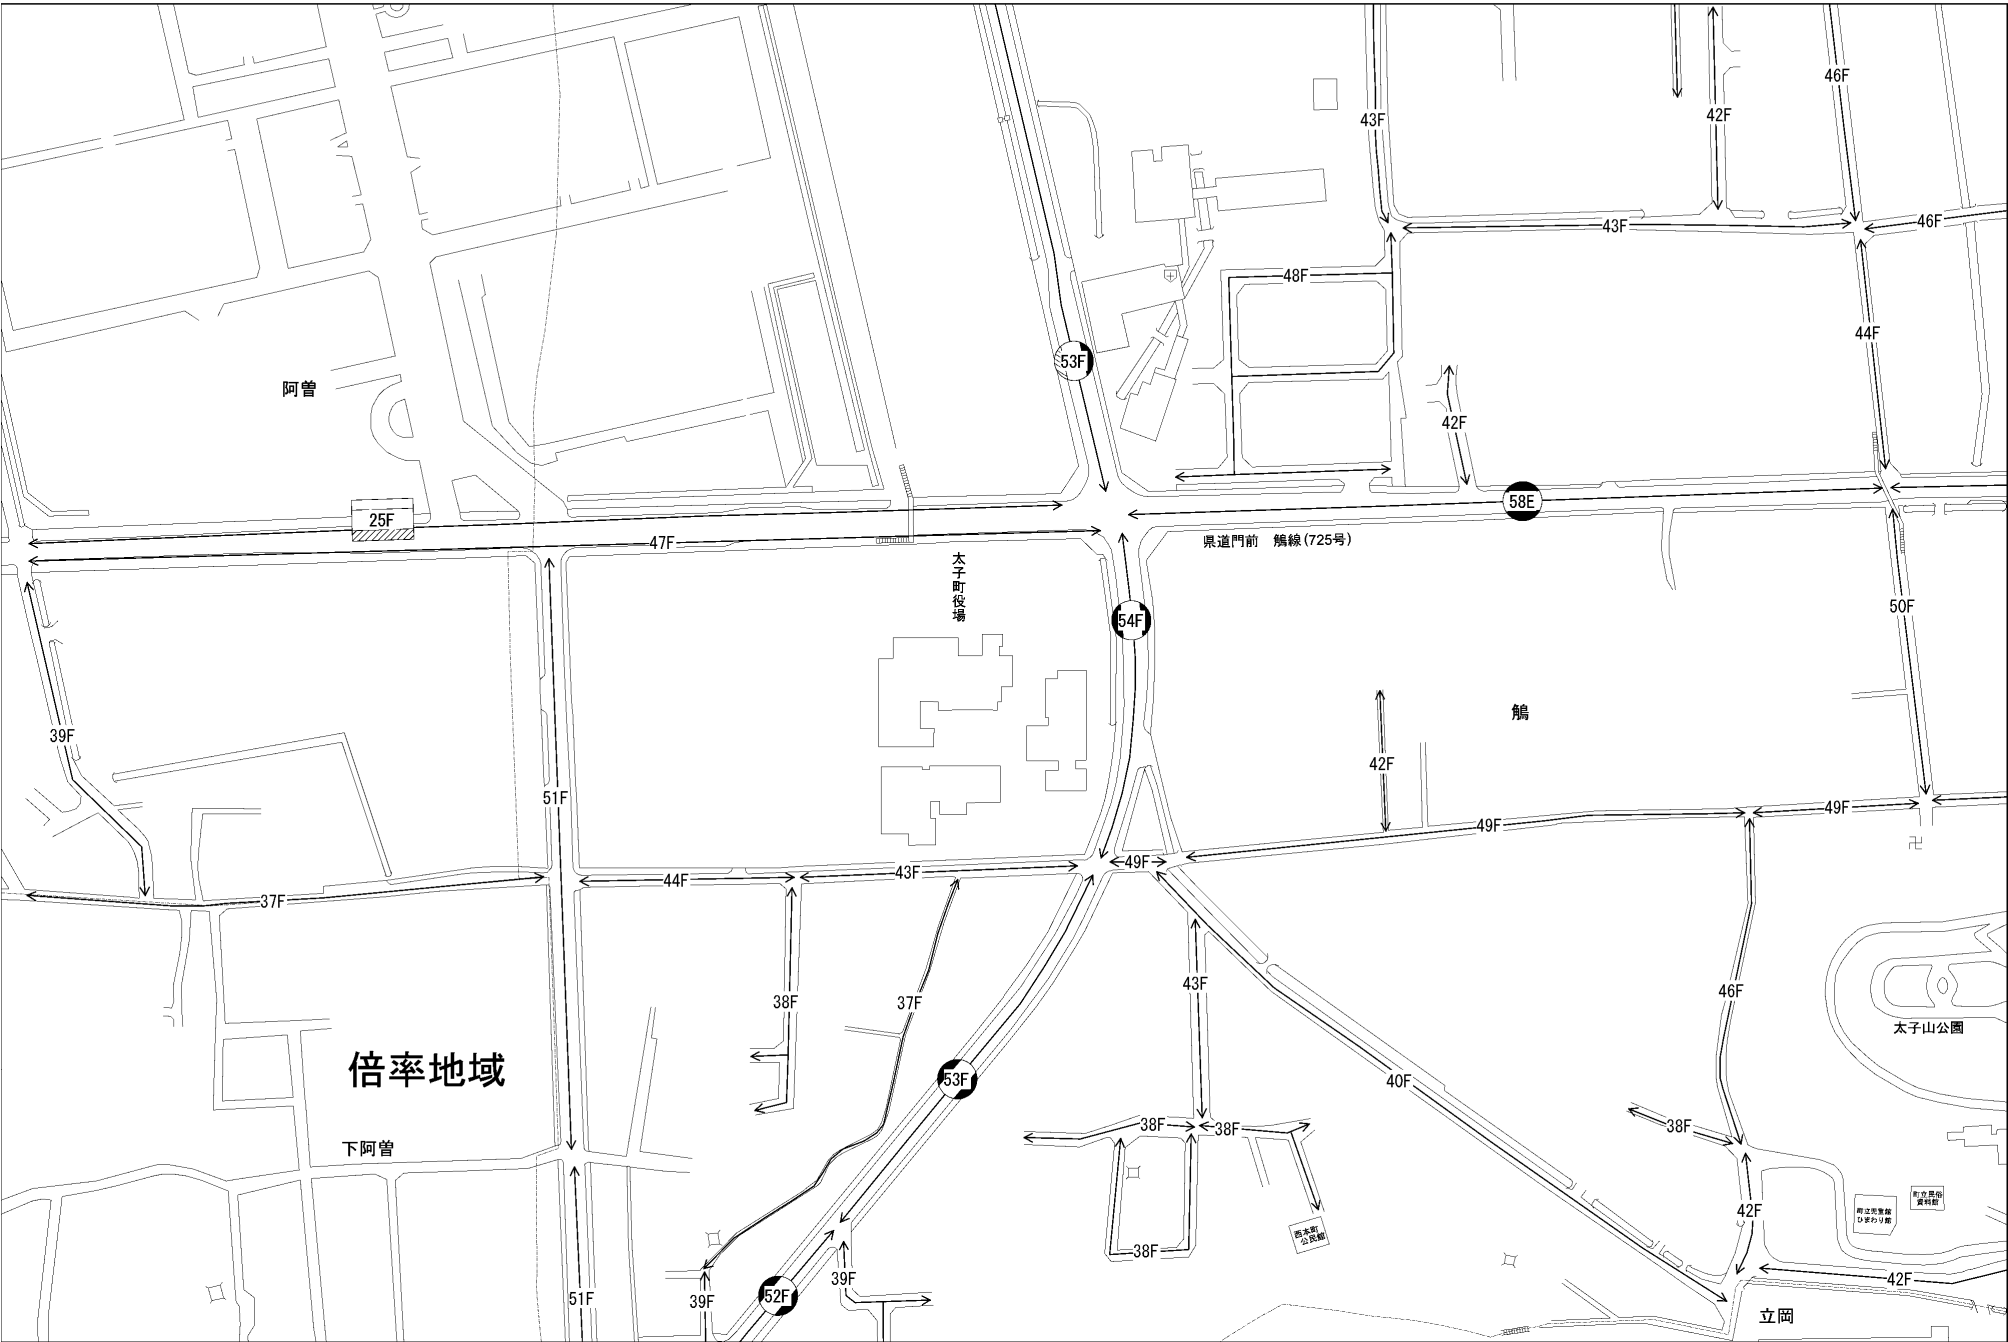 46F
43F
42F
46F
43F
48F
44F
53F
阿曽
42F
58E
25F
47F
県道門前 鵤線(725号)
太子町役場
54F
50F
鵤
39F
42F
51F
49F
49F
49F
43F
44F
37F
38F
37F
43F
46F
太子山公園
倍率地域
53F
40F
38F
38F
38F
下阿曽
町立民俗
資料館
42F
町立児童館
ひまわり館
西本町
公民館
38F
39F
42F
51F
39F
52F
立岡